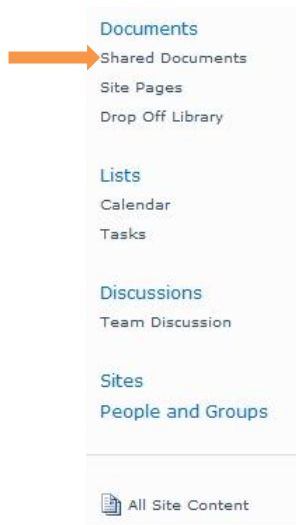 Documents
Shared Documents
Site Pages
Drop Off Library
Lists
Calendar
Tasks
Discussions
Team Discussion
Sites
People and Groups
All Site Content